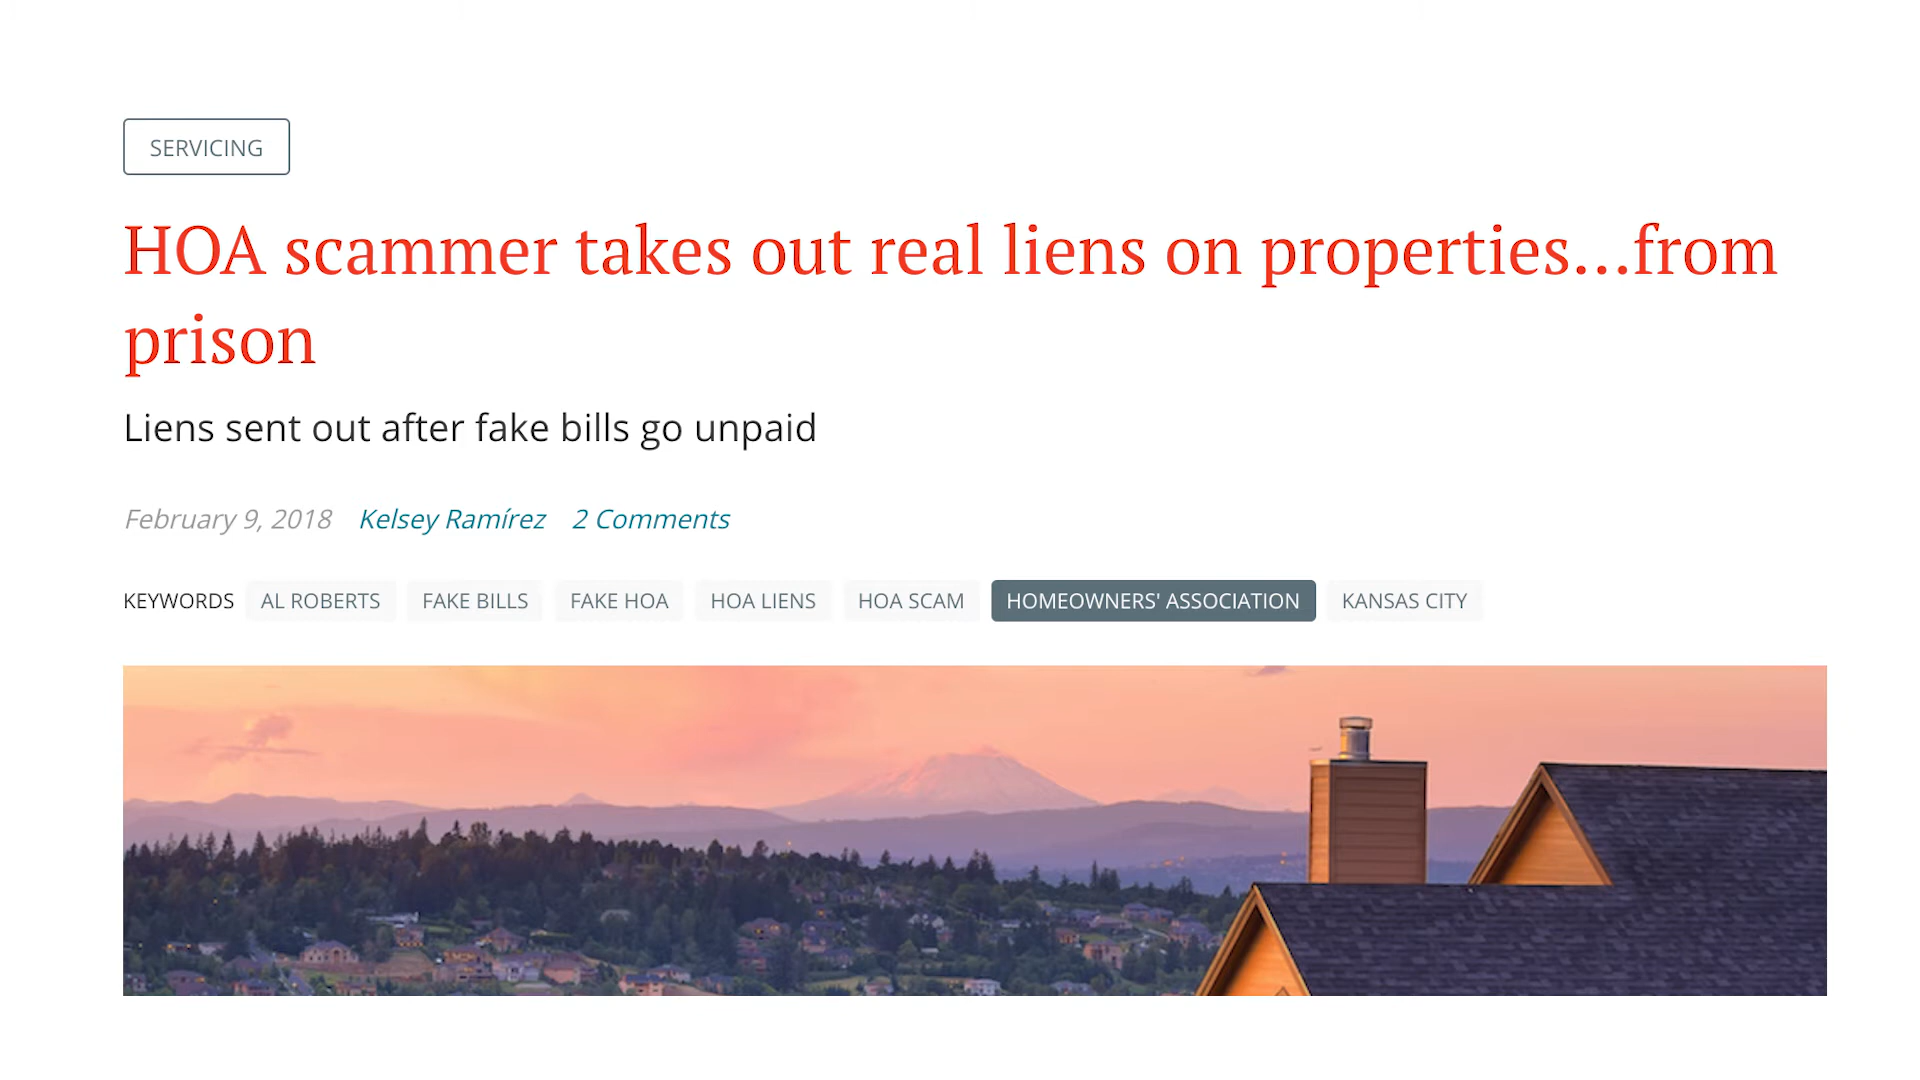 SERVICING
HOA scammer takes out real liens on properties...from
prison
Liens sent out after fake bills go unpaid
February 9, 2018 Kelsey Ramírez 2 Comments
KEYWORDS AL ROBERTS FAKE BILLS FAKE HOA HOA LIENS HOA SCAM HOMEOWNERS' ASSOCIATION KANSAS CITY